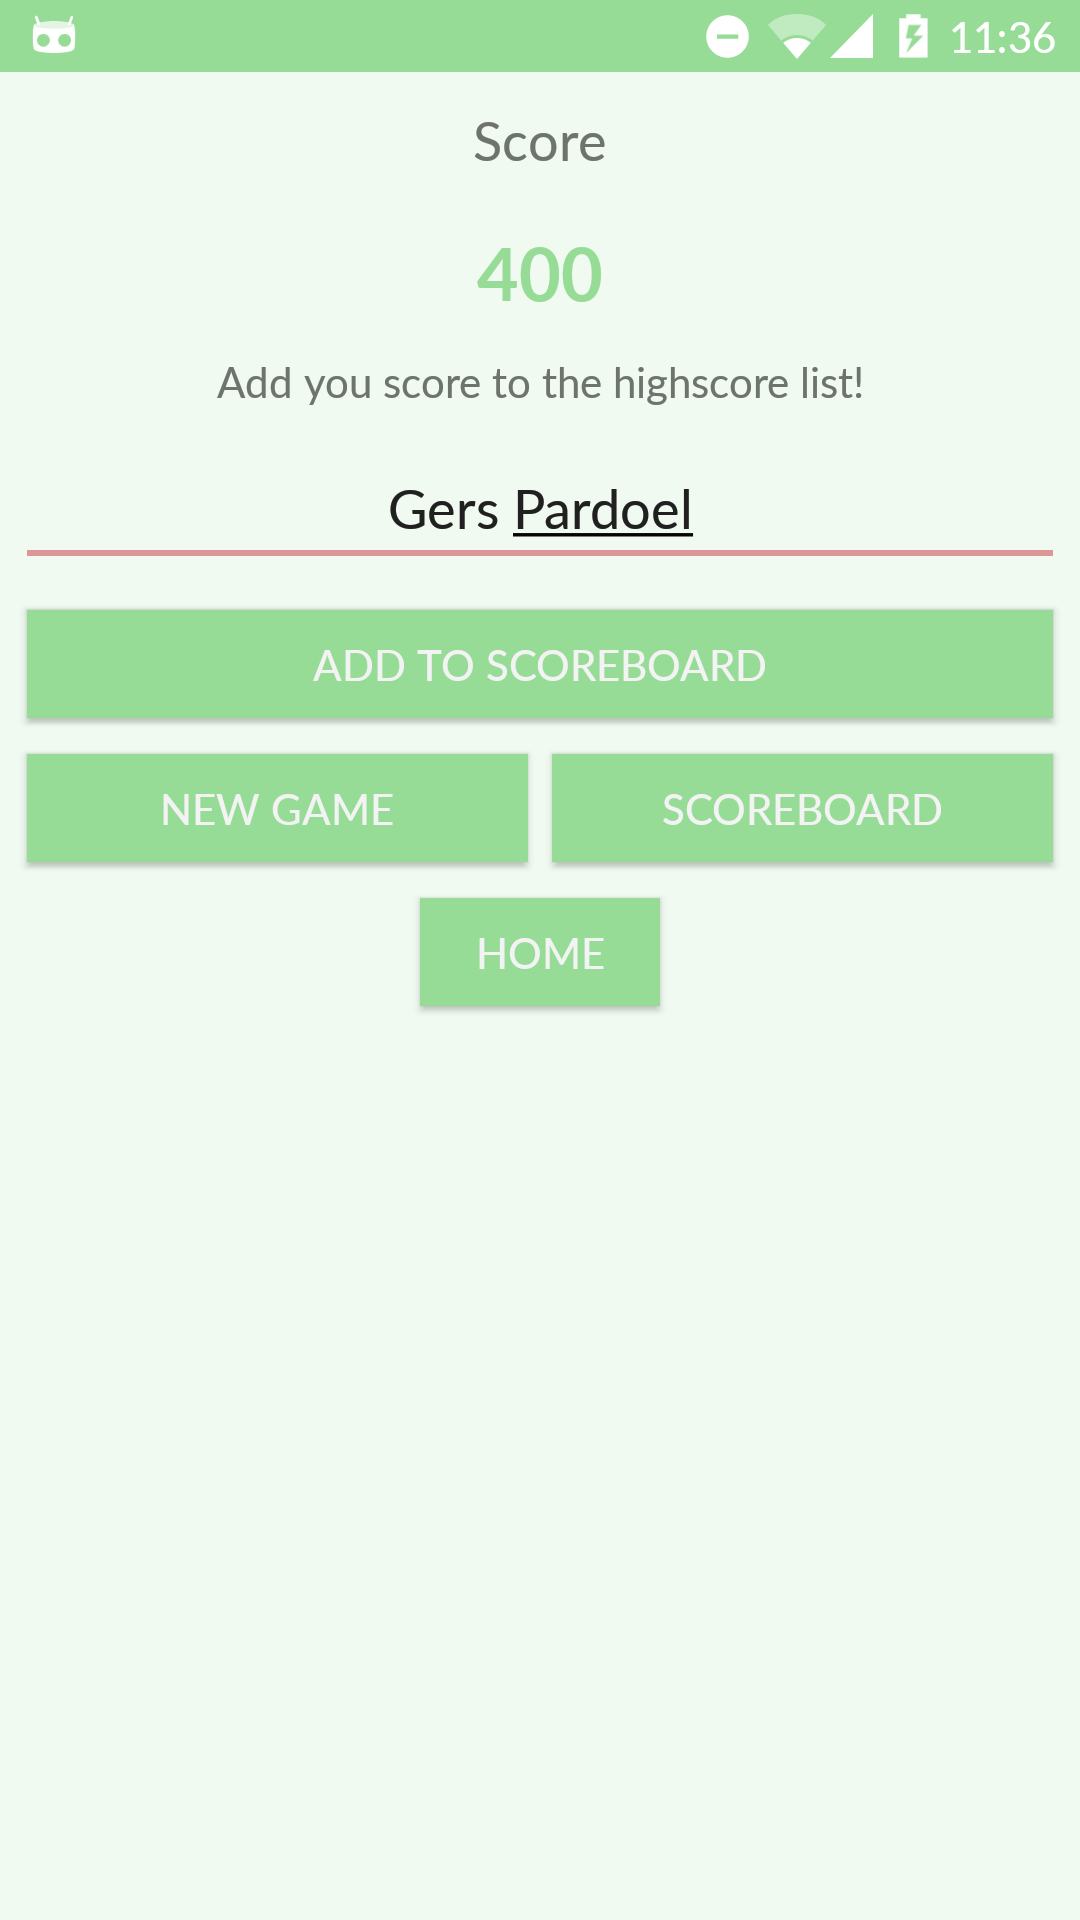 11:36
Score
400
Add you score to the highscore list!
Gers Pardoel
ADD TO SCOREBOARD
NEW GAME SCOREBOARD
HOME